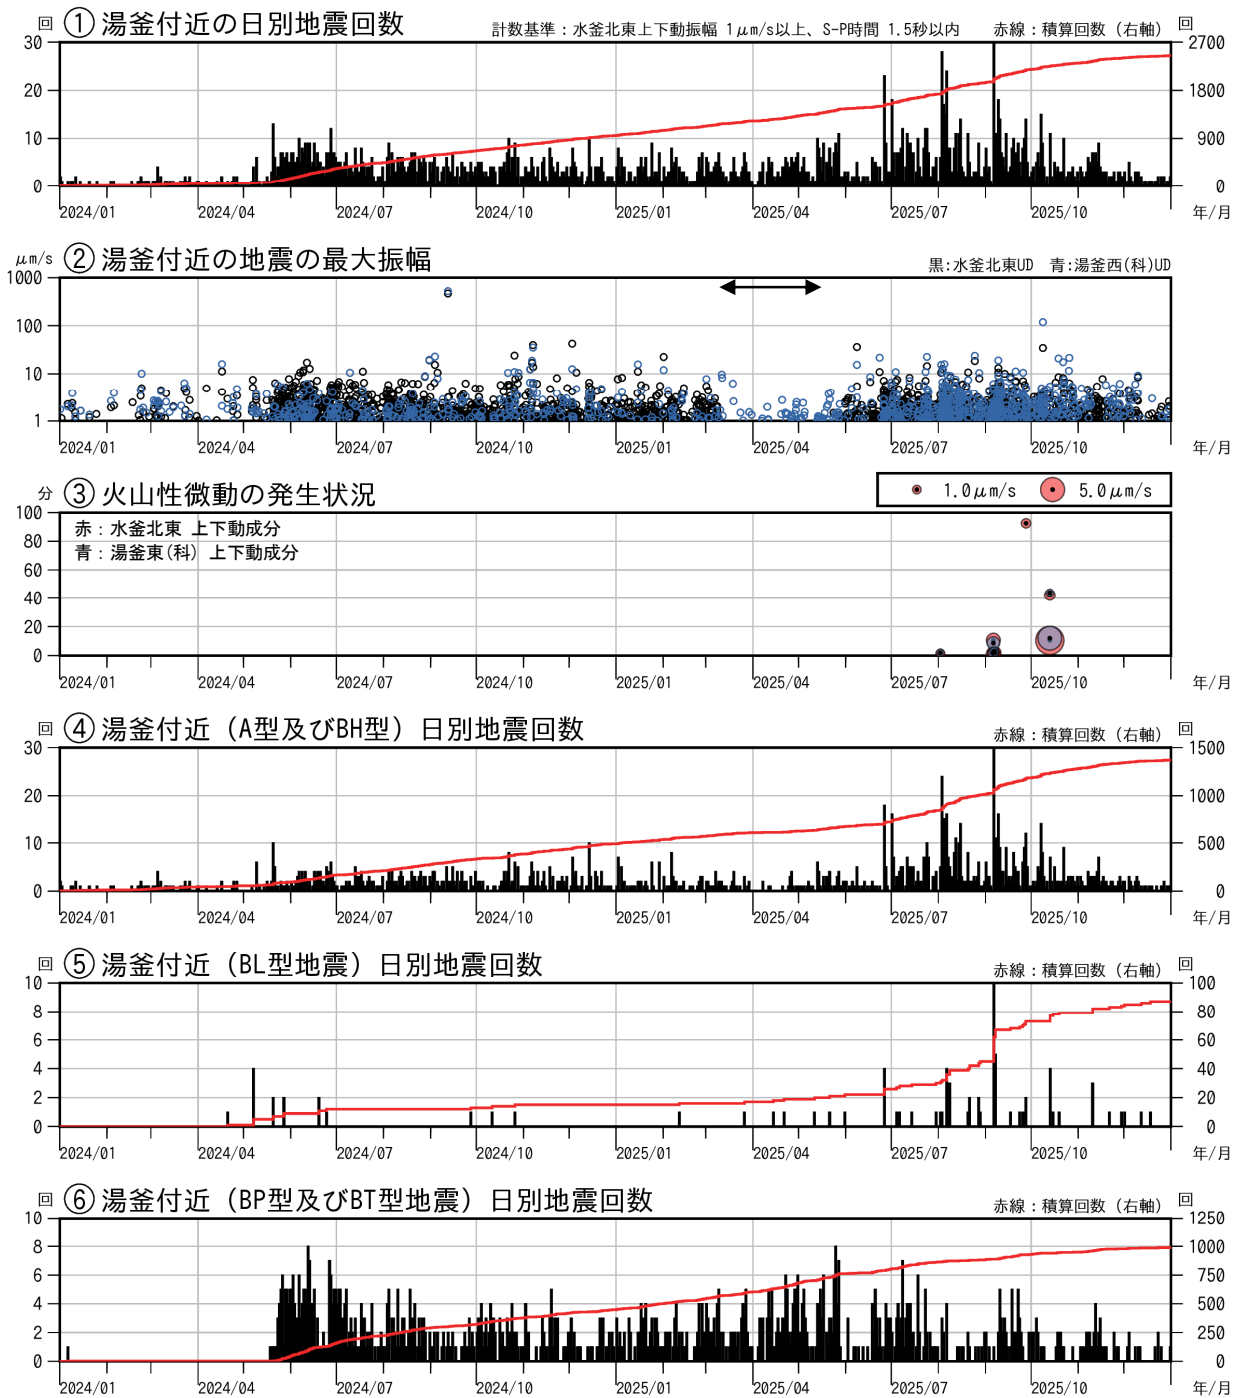 回 ① 湯釜付近の日別地震回数 計数基準：水釜北東上下動振幅 1μm/s以上、S-P時間 1.5秒以内 赤線：積算回数（右軸） 回
30 2700
20 1800
10 900
0 0
2024/01 2024/04 2024/07 2024/10 2025/01 2025/04 2025/07 2025/10 年/月
μm/s ② 湯釜付近の地震の最大振幅 黒:水釜北東UD 青:湯釜西(科)UD
1000
100
10
1
2024/01 2024/04 2024/07 2024/10 2025/01 2025/04 2025/07 2025/10 年/月
分 ③ 火山性微動の発生状況 1.0μm/s 5.0μm/s
100
赤：水釜北東 上下動成分
80
青：湯釜東(科) 上下動成分
60
40
20
0
2024/01 2024/04 2024/07 2024/10 2025/01 2025/04 2025/07 2025/10 年/月
回 ④ 湯釜付近（A型及びBH型）日別地震回数 赤線：積算回数（右軸） 回
30 1500
20 1000
10 500
0 0
2024/01 2024/04 2024/07 2024/10 2025/01 2025/04 2025/07 2025/10 年/月
回 ⑤ 湯釜付近（BL型地震）日別地震回数 赤線：積算回数（右軸） 回
10 100
8 80
6 60
4 40
2 20
0 0
2024/01 2024/04 2024/07 2024/10 2025/01 2025/04 2025/07 2025/10 年/月
回 ⑥ 湯釜付近（BP型及びBT型地震）日別地震回数 赤線：積算回数（右軸） 回
10 1250
8 1000
6 750
4 500
2 250
0 0
2024/01 2024/04 2024/07 2024/10 2025/01 2025/04 2025/07 2025/10 年/月